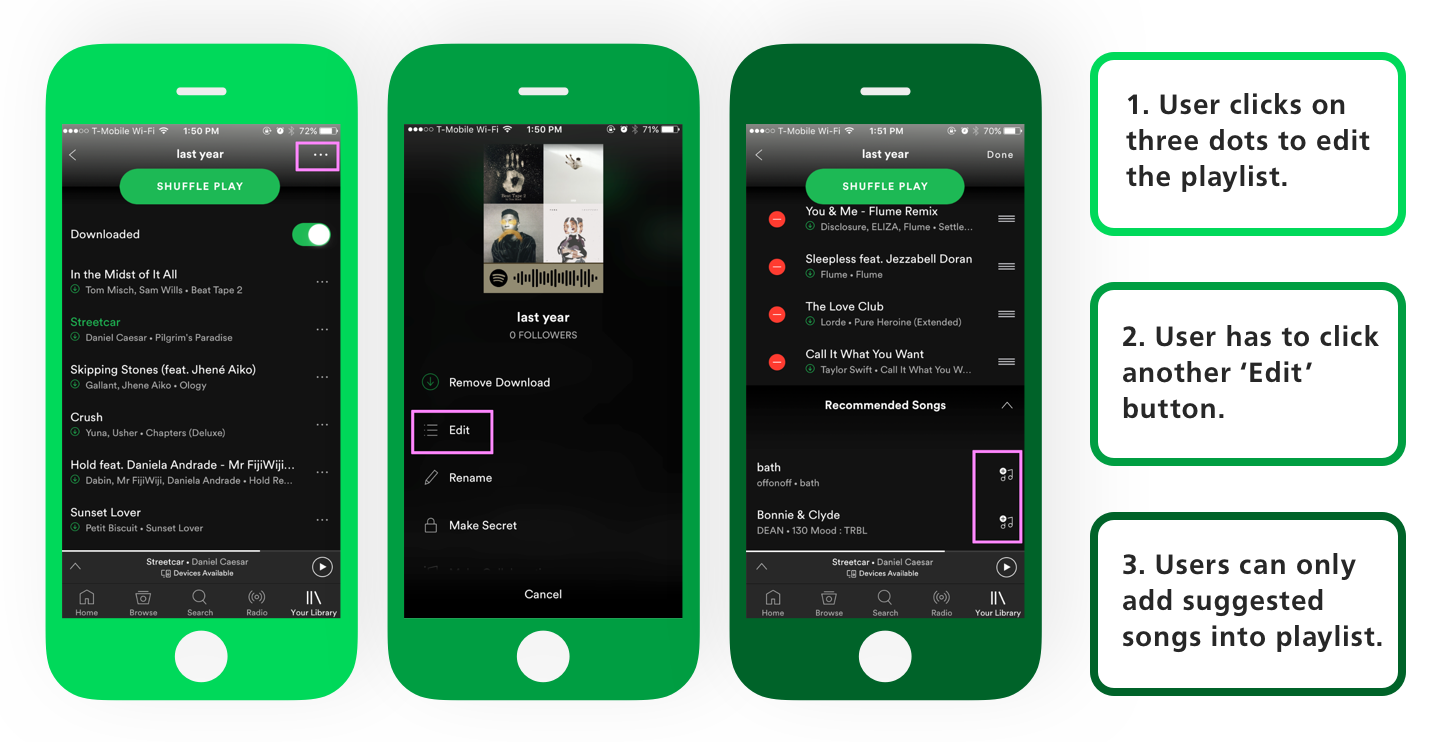 T-Mobile Wi-Fi 1:50 PM 72%
last year
SHUFFLE PLAY
Downloaded
In the Midst of It All
Tom Misch, Sam Wills • Beat Tape 2
Streetcar
Daniel Caesar • Pilgrim's Paradise
Skipping Stones (feat. Jhené Aiko)
Gallant, Jhene Aiko • Ology
Crush
Yuna, Usher • Chapters (Deluxe)
Hold feat. Daniela Andrade - Mr FijiWiji...
Dabin, Mr FijiWiji, Daniela Andrade • Hold Re...
Sunset Lover
Petit Biscuit • Sunset Lover
Streetcar • Daniel Caesar
Devices Available
Home Browse Search Radio Your Library
T-Mobile Wi-Fi 1:50 PM 71%
Beat Tape 2
last year
0 FOLLOWERS
Remove Download
Edit
Rename
Make Secret
Cancel
T-Mobile Wi-Fi 1:51 PM 70%
last year Done
SHUFFLE PLAY
You & Me - Flume Remix
Disclosure, ELIZA, Flume • Settle...
Sleepless feat. Jezzabell Doran
Flume • Flume
The Love Club
Lorde • Pure Heroine (Extended)
Call It What You Want
Taylor Swift • Call It What You W...
Recommended Songs
bath
offonoff • bath
Bonnie & Clyde
DEAN • 130 Mood : TRBL
Streetcar • Daniel Caesar
Devices Available
Home Browse Search Radio Your Library
1. User clicks on
three dots to edit
the playlist.
2. User has to click
another ‘Edit’
button.
3. Users can only
add suggested
songs into playlist.